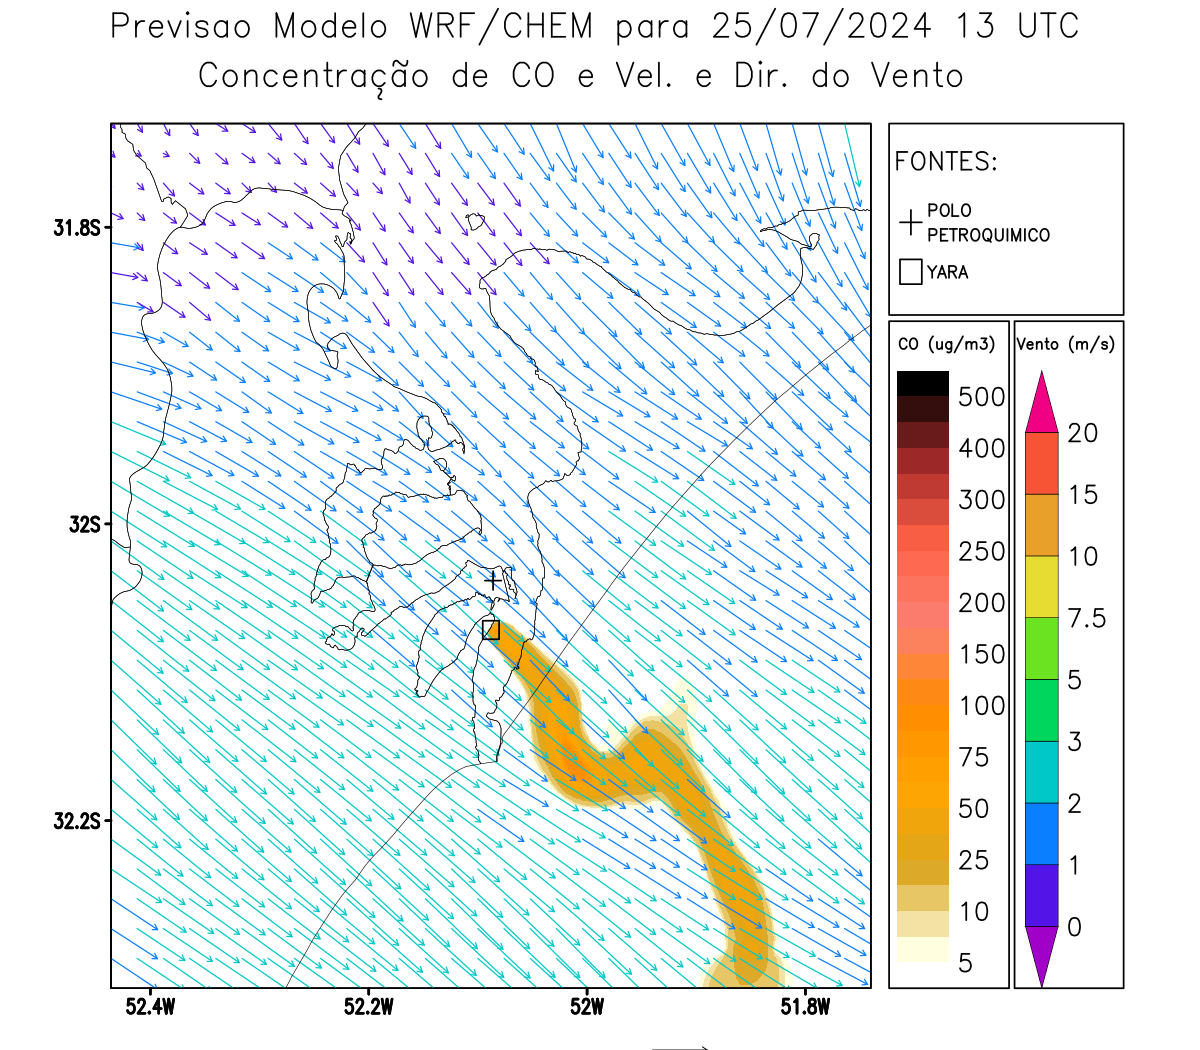 Previsao Modelo WRF/CHEM para 25/07/2024 13 UTC
Concentração de CO e Vel. e Dir. do Vento
FONTES:
POLO
PETROQUIMICO
YARA
CO (ug/m3)
500
400
300
250
200
150
100
75
50
25
10
5
Vento (m/s)
20
15
10
7.5
5
3
2
1
0
31.8S
32S
32.2S
52.4W
52.2W
52W
51.8W